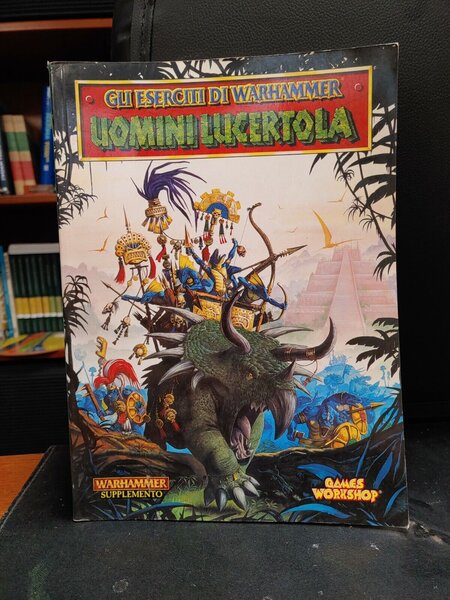 GLI ESERCITI DI WARHAMMER
UOMINI LUCERTOLA
WARHAMMER
SUPPLEMENTO
GAMES
WORKSHOP®